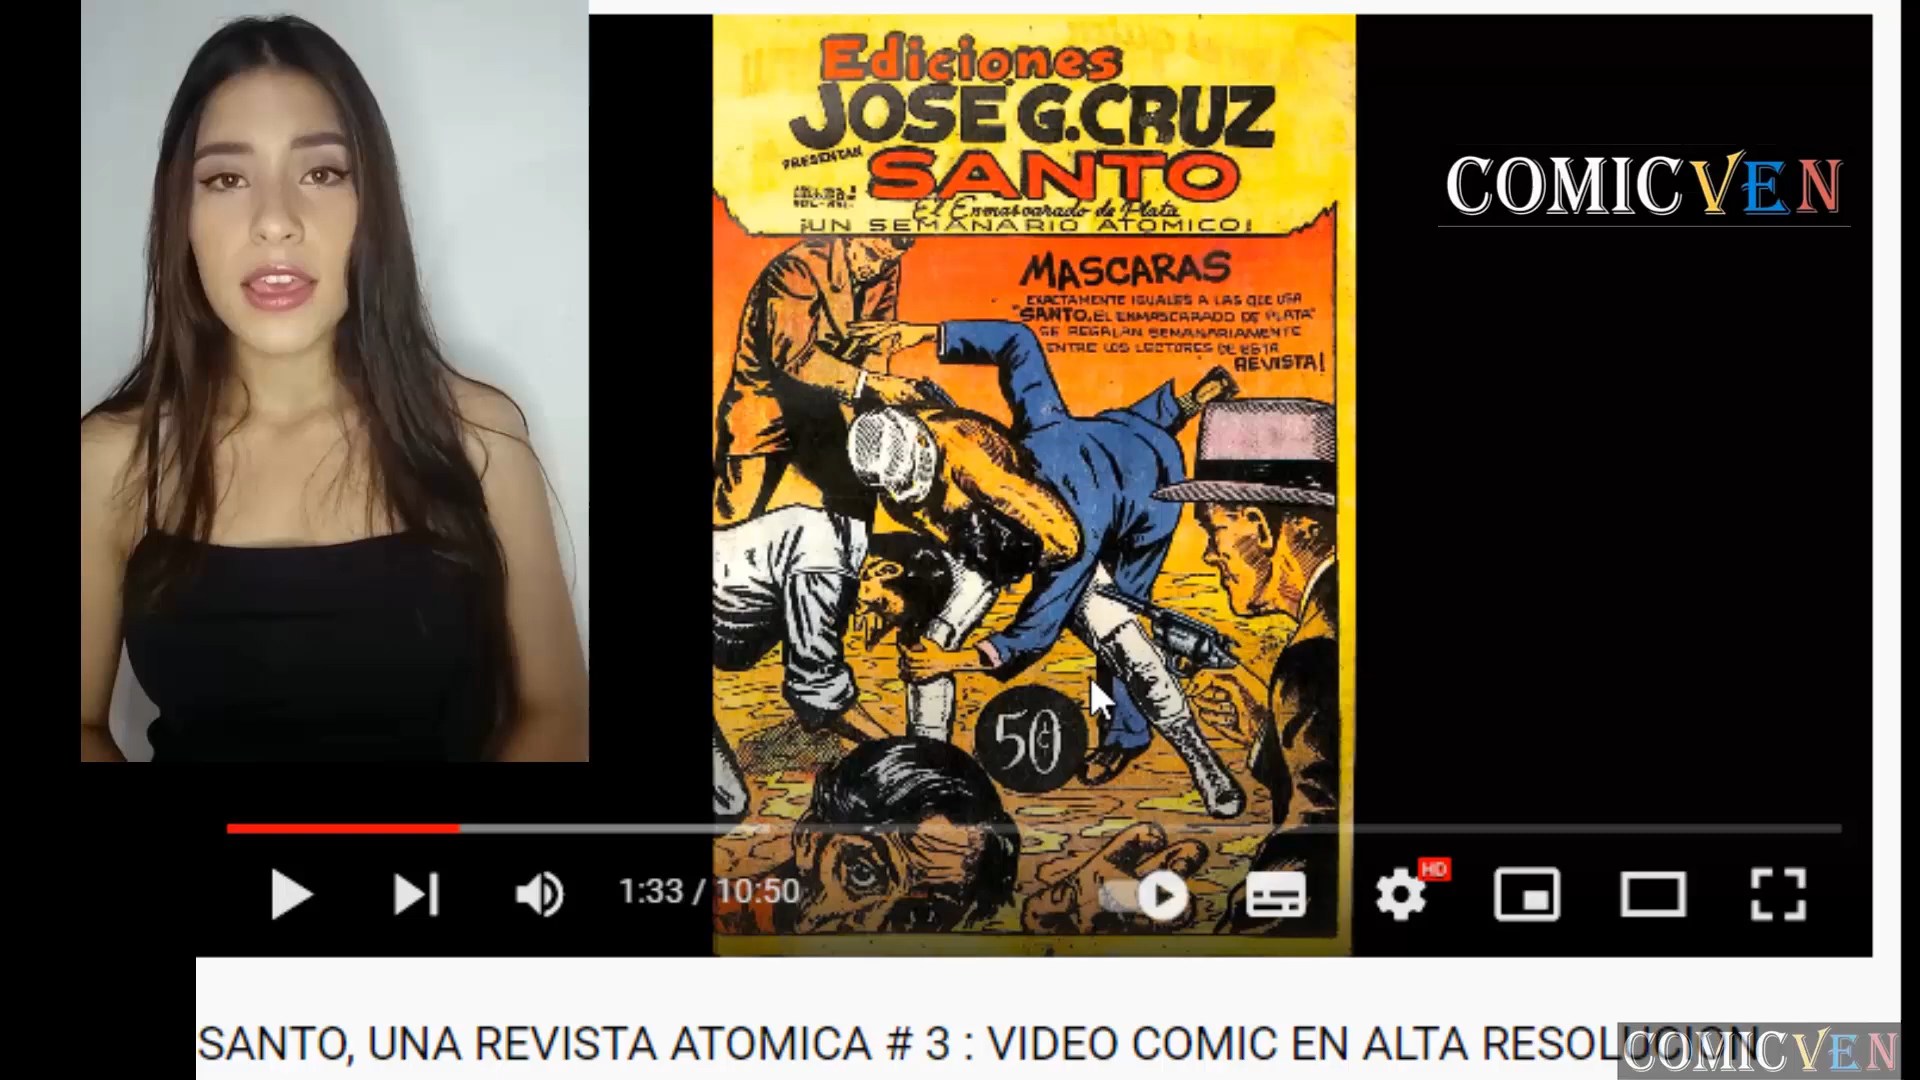 Ediciones
JOSE G. CRUZ
PRESENTAN
SANTO
El Enmascarado de Plata
¡UN SEMANARIO ATOMICO!
MASCARAS
EXACTAMENTE IGUALES A LAS QUE USA
"SANTO, EL ENMASCARADO DE PLATA"
SE REGALAN SEMANARIAMENTE
ENTRE LOS LECTORES DE ESTA
REVISTA!
50¢
COMICVEN
1:33 / 10:50
HD
SANTO, UNA REVISTA ATOMICA # 3 : VIDEO COMIC EN ALTA RESOLUCION
COMICVEN